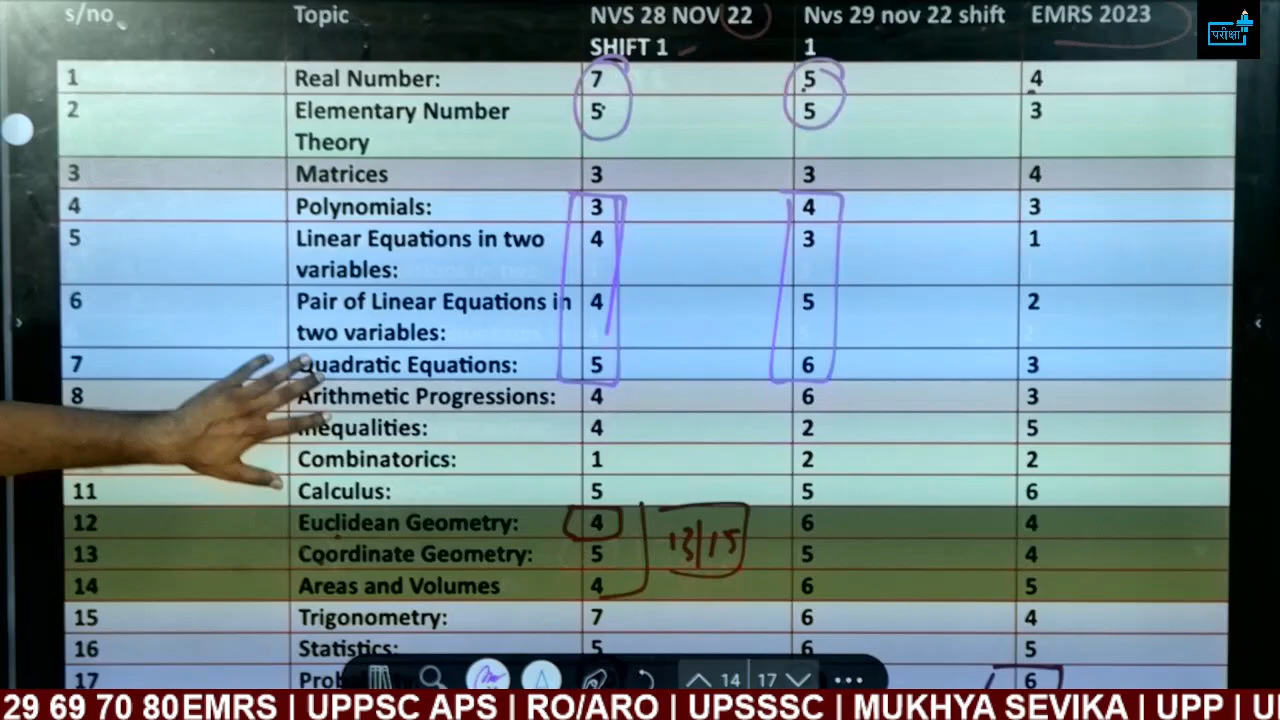 s/no Topic NVS 28 NOV 22 Nvs 29 nov 22 shift EMRS 2023
SHIFT 1 1
परीक्षा
1 Real Number: 7 5 4
2 Elementary Number 5 5 3
Theory
3 Matrices 3 3 4
4 Polynomials: 3 4 3
5 Linear Equations in two 4 3 1
variables:
6 Pair of Linear Equations in 4 5 2
two variables:
7 Quadratic Equations: 5 6 3
8 Arithmetic Progressions: 4 6 3
Inequalities: 4 2 5
Combinatorics: 1 2 2
11 Calculus: 5 5 6
12 Euclidean Geometry: 4 6 4
13 Coordinate Geometry: 5 5 4
13/15
14 Areas and Volumes 4 6 5
15 Trigonometry: 7 6 4
16 Statistics: 5 6 5
17 6
14 17
29 69 70 80EMRS | UPPSC APS | RO/ARO | UPSSSC | MUKHYA SEVIKA | UPP | U